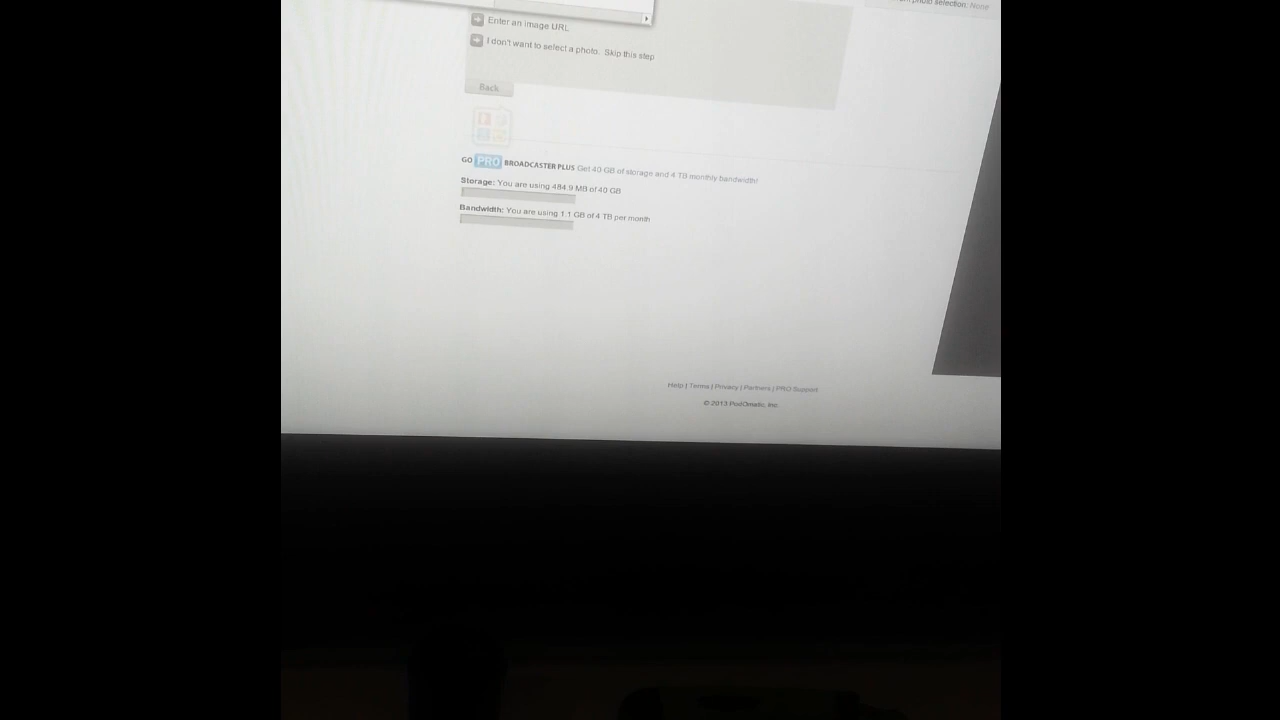 photo selection: None
Enter an image URL
I don't want to select a photo. Skip this step
Back
GO PRO BROADCASTER PLUS Get 40 GB of storage and 4 TB monthly bandwidth!
Storage: You are using 484.9 MB of 40 GB
Bandwidth: You are using 1.1 GB of 4 TB per month
Help | Terms | Privacy | Partners | PRO Support
© 2013 PodOmatic, Inc.